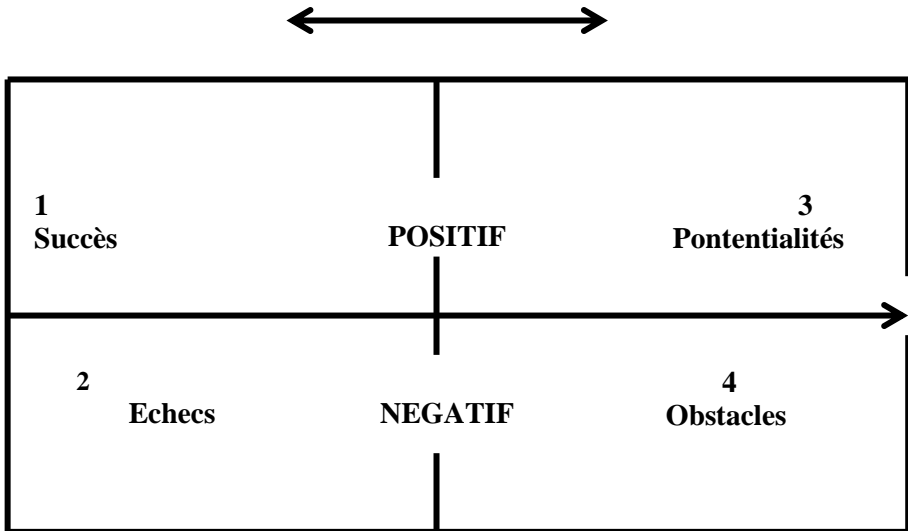 1 3
Succès POSITIF Pontentialités
2 4
Echecs NEGATIF Obstacles